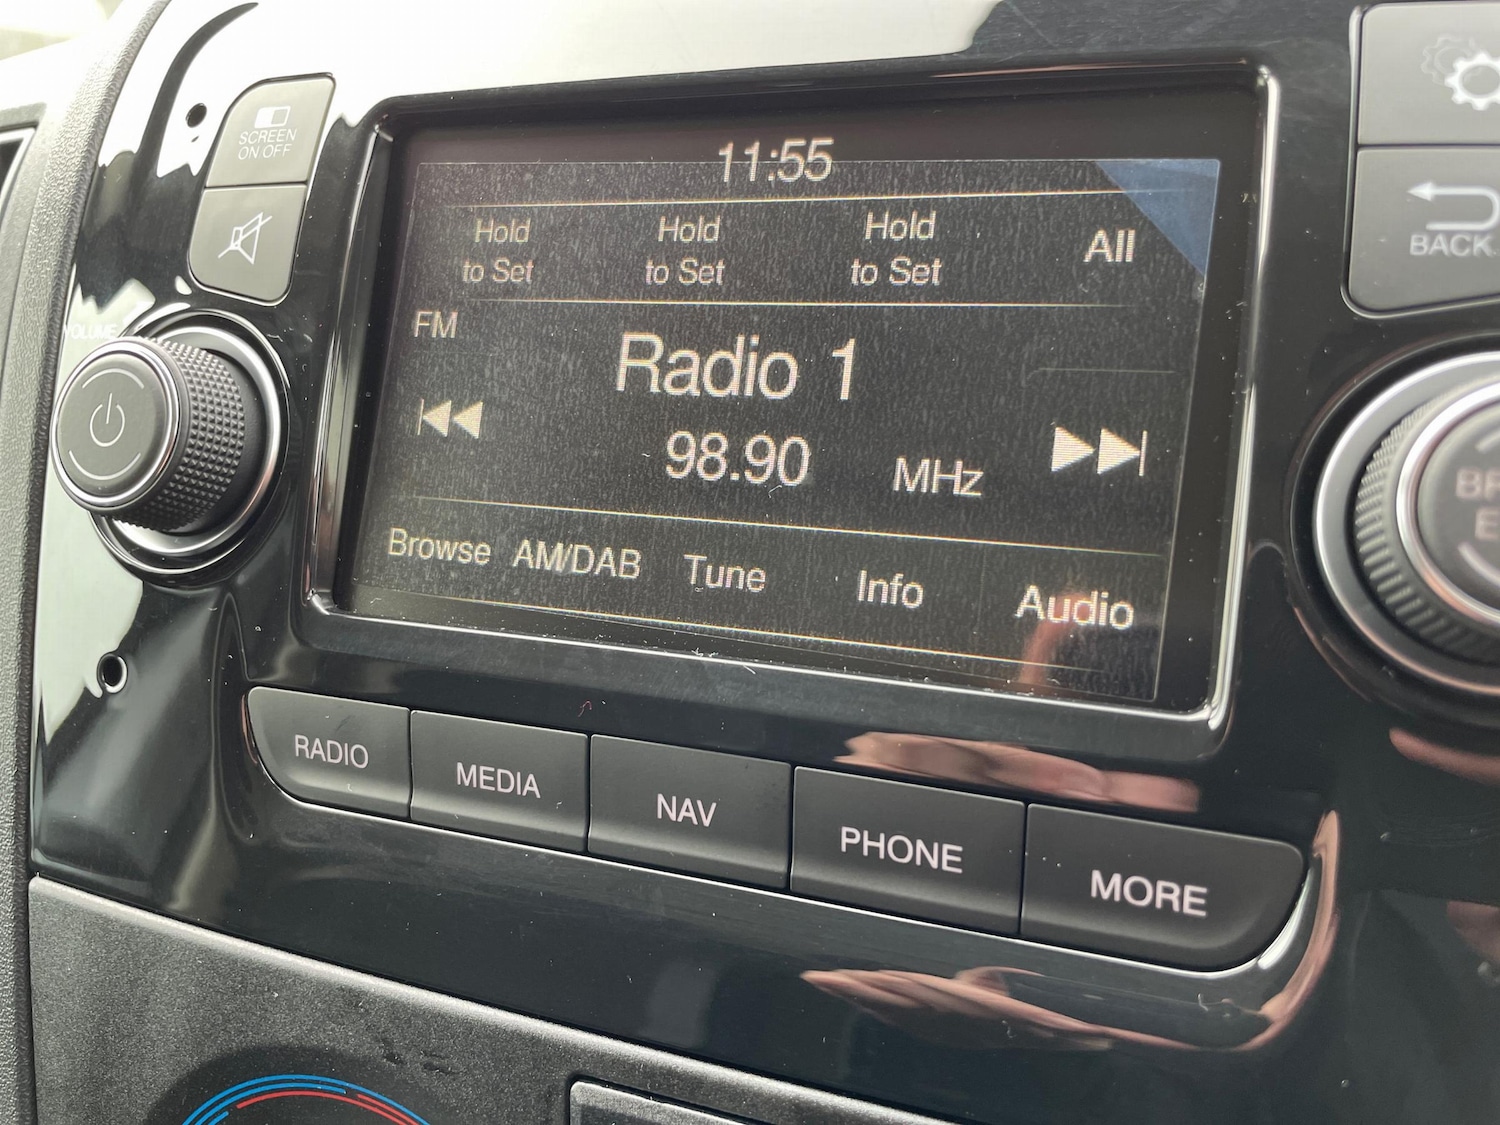 SCREEN
ON OFF
VOLUME
11:55
Hold
to Set
Hold
to Set
Hold
to Set
All
FM
Radio 1
98.90 MHz
Browse AM/DAB Tune Info Audio
BACK
RADIO MEDIA NAV PHONE MORE